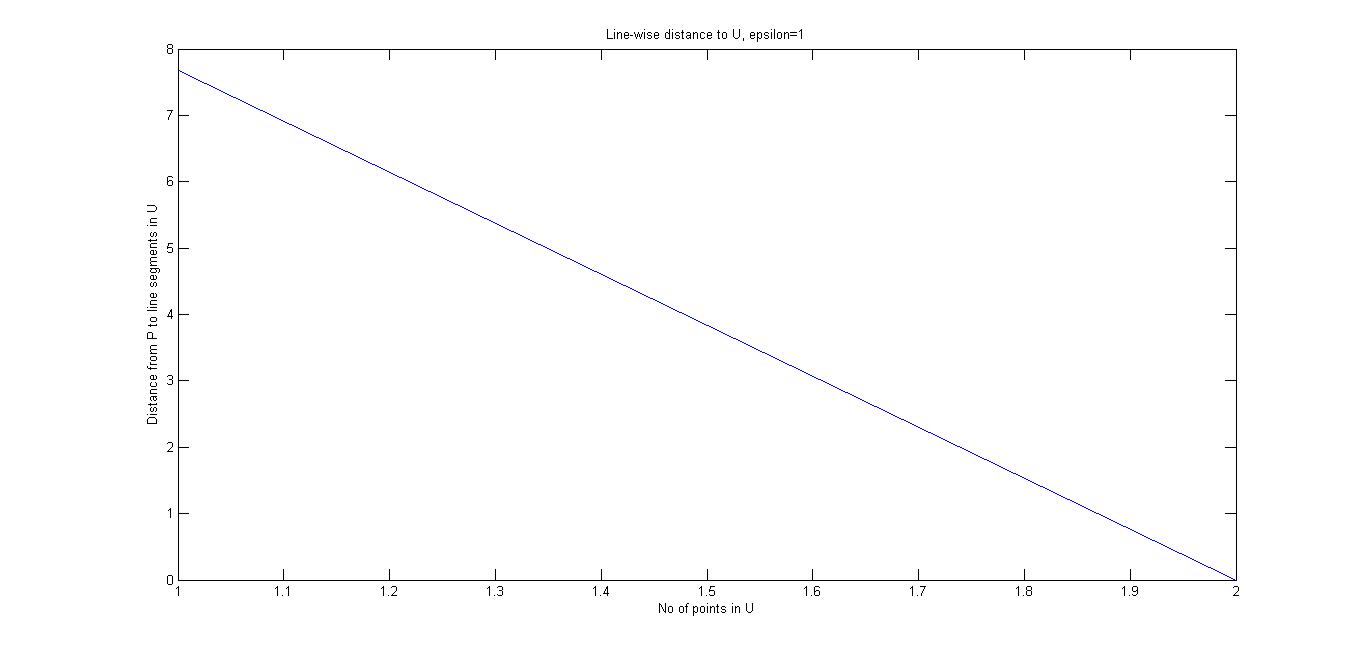 Line-wise distance to U, epsilon=1
8
7
6
5
4
3
2
1
0
Distance from P to line segments in U
1 1.1 1.2 1.3 1.4 1.5 1.6 1.7 1.8 1.9 2
No of points in U